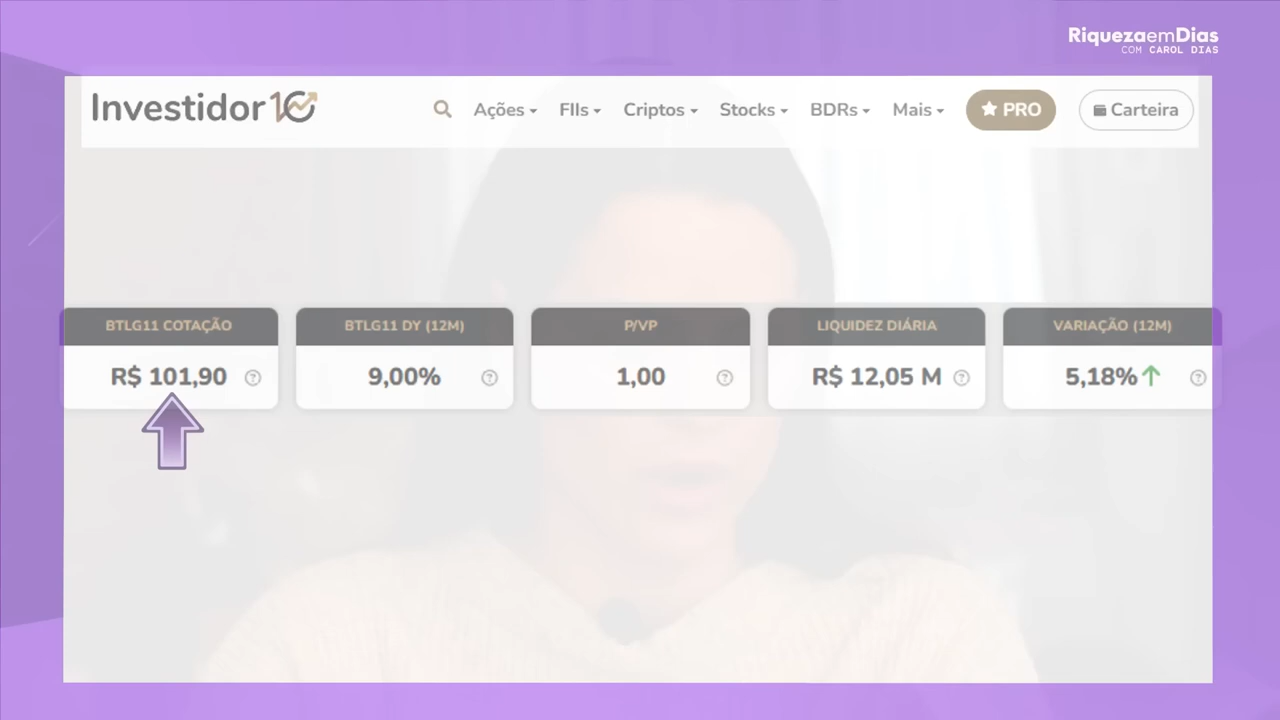 RiquezaemDias
COM CAROL DIAS
Investidor10
Ações FIIs Criptos Stocks BDRs Mais PRO Carteira
BTLG11 COTAÇÃO
R$ 101,90 ?
BTLG11 DY (12M)
9,00% ?
P/VP
1,00 ?
LIQUIDEZ DIÁRIA
R$ 12,05 M ?
VARIAÇÃO (12M)
5,18% ?